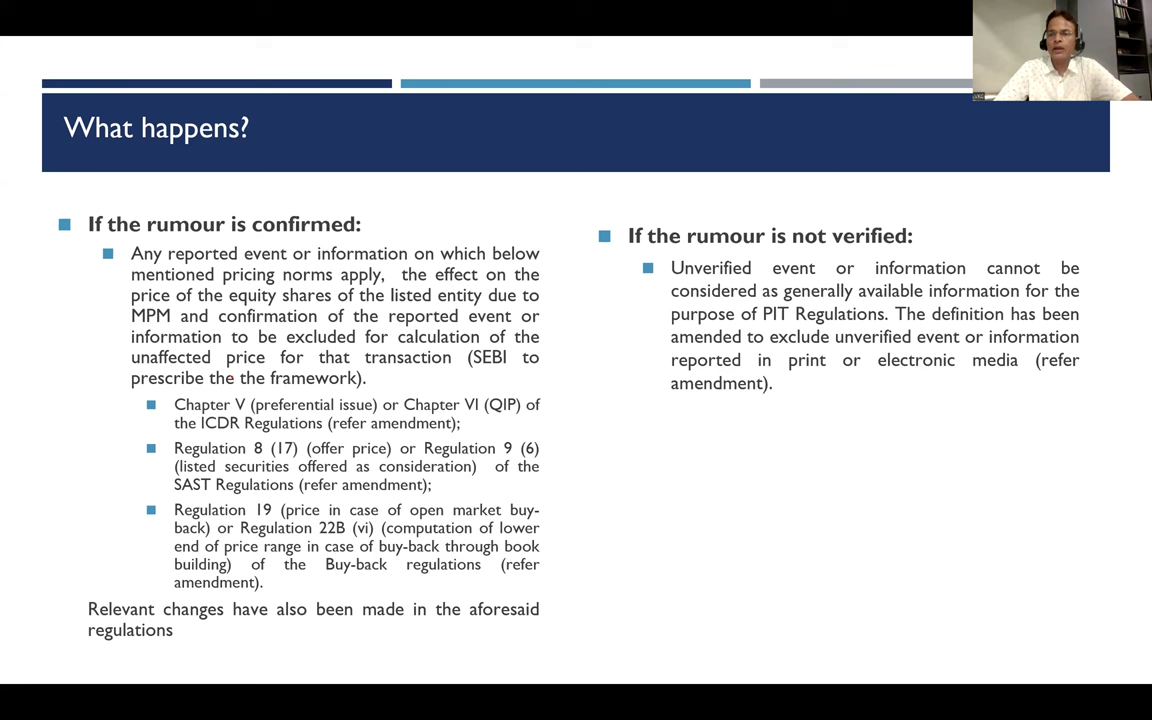 What happens?
If the rumour is confirmed:
Any reported event or information on which below
mentioned pricing norms apply, the effect on the
price of the equity shares of the listed entity due to
MPM and confirmation of the reported event or
information to be excluded for calculation of the
unaffected price for that transaction (SEBI to
prescribe the the framework).
Chapter V (preferential issue) or Chapter VI (QIP) of
the ICDR Regulations (refer amendment);
Regulation 8 (17) (offer price) or Regulation 9 (6)
(listed securities offered as consideration) of the
SAST Regulations (refer amendment);
Regulation 19 (price in case of open market buy-
back) or Regulation 22B (vi) (computation of lower
end of price range in case of buy-back through book
building) of the Buy-back regulations (refer
amendment).
Relevant changes have also been made in the aforesaid
regulations
If the rumour is not verified:
Unverified event or information cannot be
considered as generally available information for the
purpose of PIT Regulations. The definition has been
amended to exclude unverified event or information
reported in print or electronic media (refer
amendment).